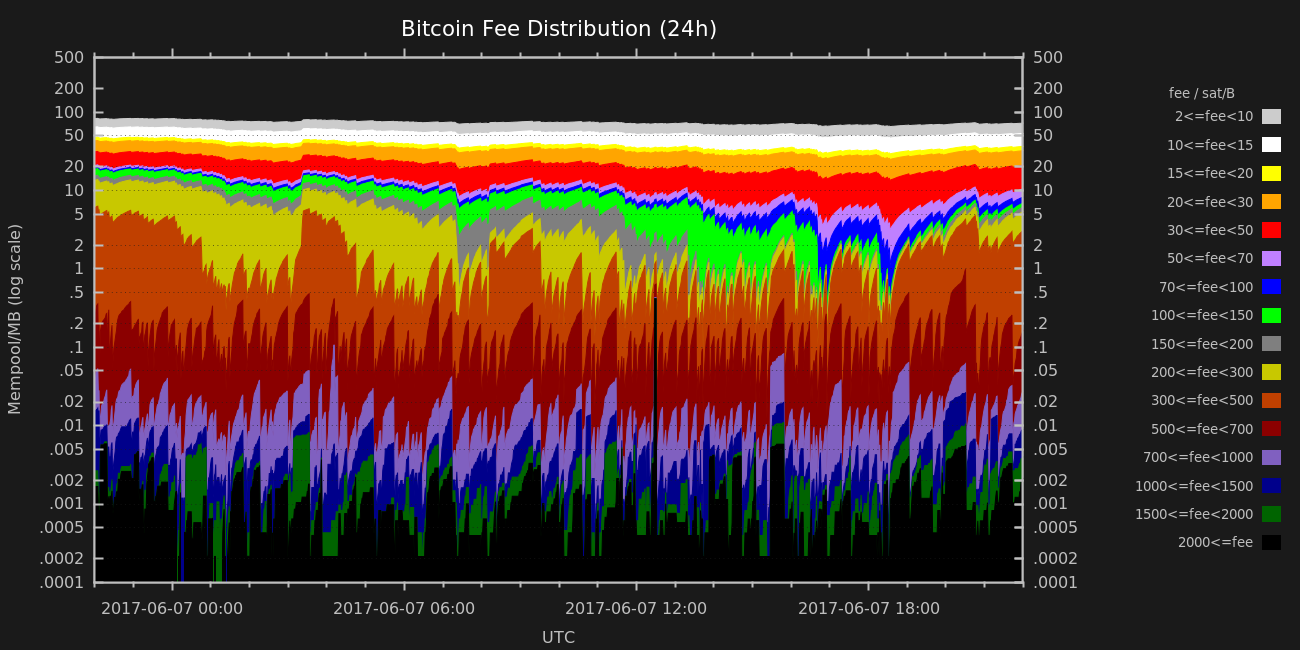 Bitcoin Fee Distribution (24h)
500
200
100
50
20
10
5
2
1
.5
.2
.1
.05
.02
.01
.005
.002
.001
.0005
.0002
.0001
Mempool/MB (log scale)
500
200
100
50
20
10
5
2
1
.5
.2
.1
.05
.02
.01
.005
.002
.001
.0005
.0002
.0001
fee / sat/B
2<=fee<10
10<=fee<15
15<=fee<20
20<=fee<30
30<=fee<50
50<=fee<70
70<=fee<100
100<=fee<150
150<=fee<200
200<=fee<300
300<=fee<500
500<=fee<700
700<=fee<1000
1000<=fee<1500
1500<=fee<2000
2000<=fee
2017-06-07 00:00
2017-06-07 06:00
2017-06-07 12:00
2017-06-07 18:00
UTC